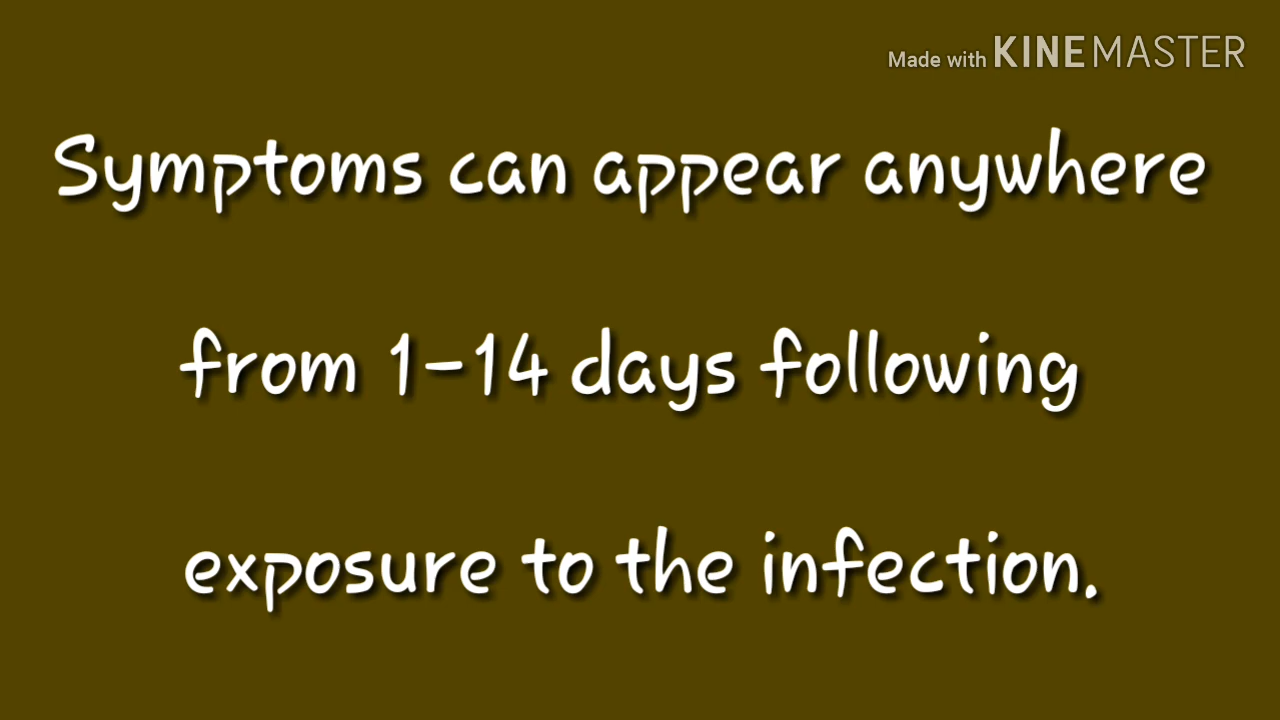 Made with KINEMASTER
Symptoms can appear anywhere
from 1-14 days following
exposure to the infection.